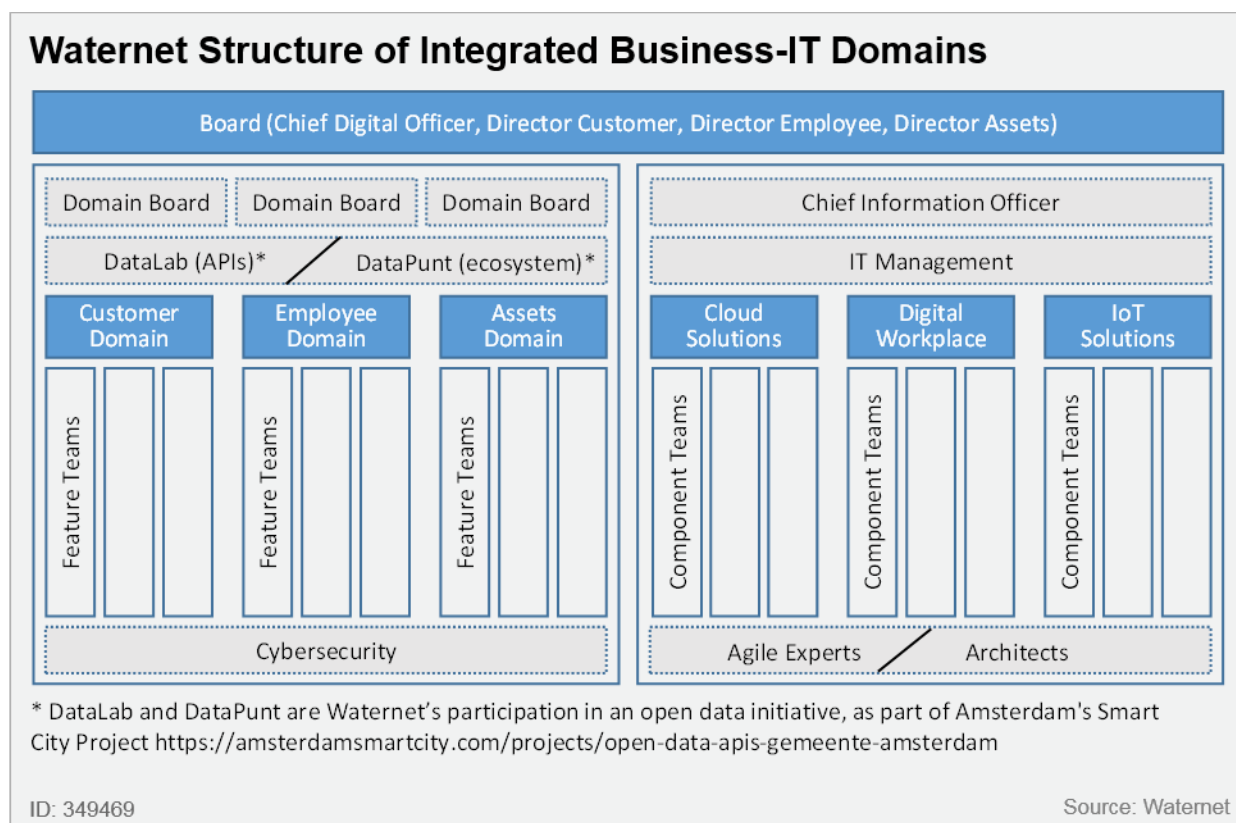 Waternet Structure of Integrated Business-IT Domains
Board (Chief Digital Officer, Director Customer, Director Employee, Director Assets)
Domain Board
Domain Board
Domain Board
DataLab (APIs)*
DataPunt (ecosystem)*
Customer
Domain
Employee
Domain
Assets
Domain
Feature Teams
Feature Teams
Feature Teams
Cybersecurity
Chief Information Officer
IT Management
Cloud
Solutions
Digital
Workplace
IoT
Solutions
Component Teams
Component Teams
Component Teams
Agile Experts
Architects
* DataLab and DataPunt are Waternet’s participation in an open data initiative, as part of Amsterdam's Smart
City Project https://amsterdamsmartcity.com/projects/open-data-apis-gemeente-amsterdam
ID: 349469
Source: Waternet